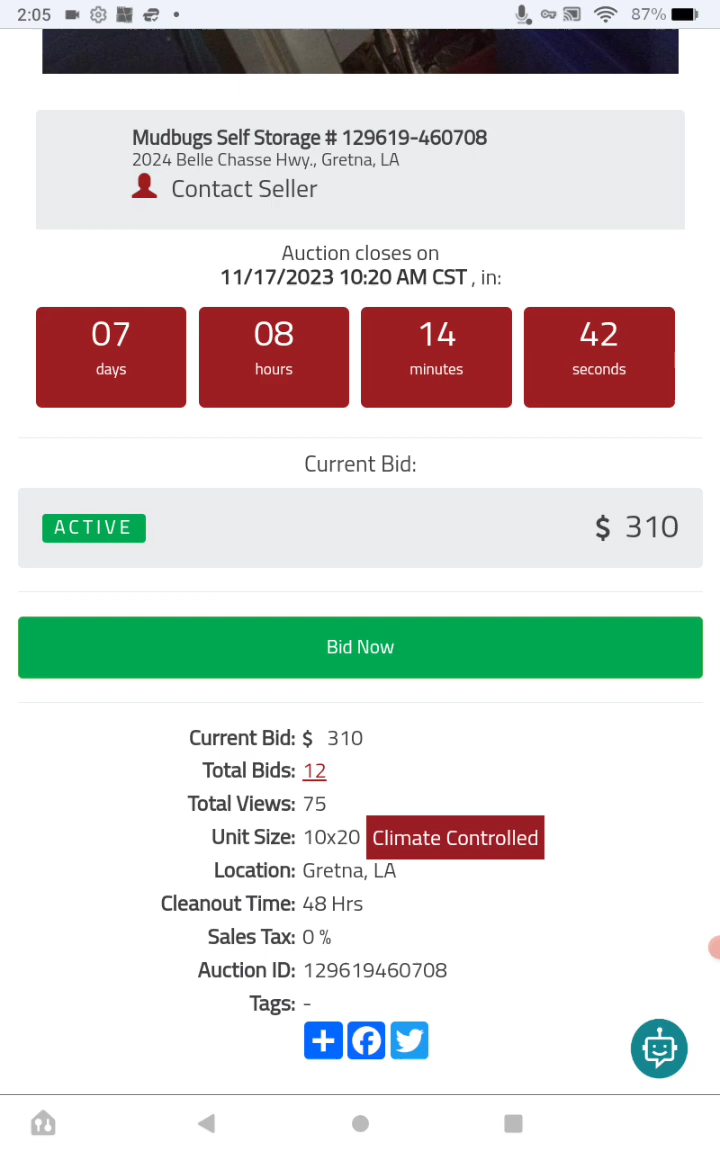 2:05 87%
Mudbugs Self Storage # 129619-460708
2024 Belle Chasse Hwy., Gretna, LA
Contact Seller
Auction closes on
11/17/2023 10:20 AM CST , in:
07 08 14 42
days hours minutes seconds
Current Bid:
ACTIVE $ 310
Bid Now
Current Bid: $ 310
Total Bids: 12
Total Views: 75
Unit Size: 10x20 Climate Controlled
Location: Gretna, LA
Cleanout Time: 48 Hrs
Sales Tax: 0 %
Auction ID: 129619460708
Tags: -